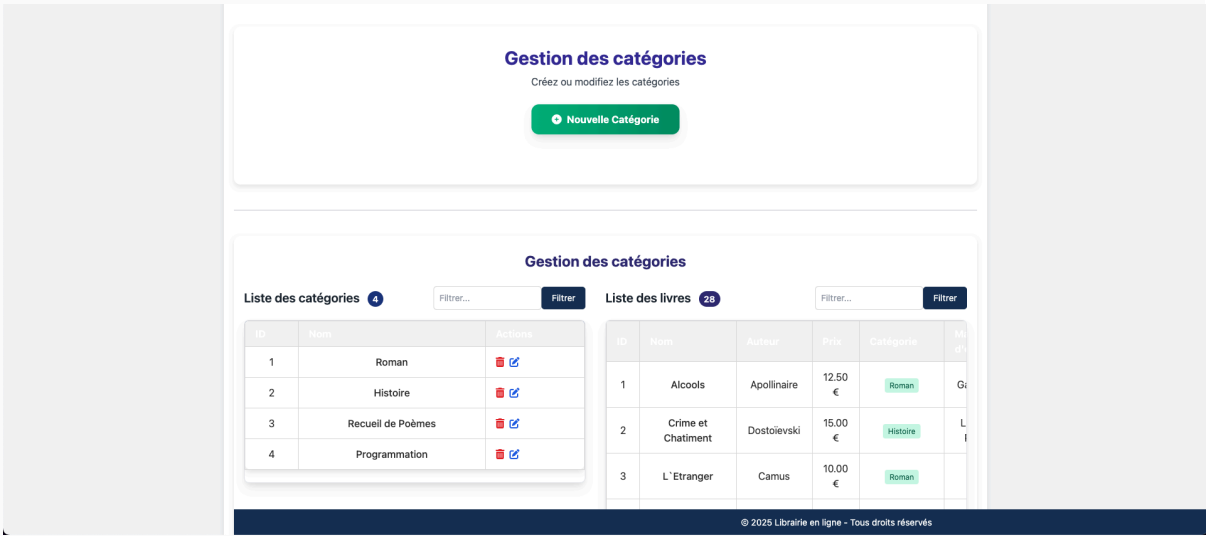 Gestion des catégories
Créez ou modifiez les catégories
Nouvelle Catégorie
Gestion des catégories
Liste des catégories 4
Filtrer...
Filtrer
ID Nom Actions
1 Roman
2 Histoire
3 Recueil de Poèmes
4 Programmation
Liste des livres 28
Filtrer...
Filtrer
ID Nom Auteur Prix Catégorie
1 Alcools Apollinaire 12.50 € Roman
2 Crime et Chatiment Dostoïevski 15.00 € Histoire
3 L`Etranger Camus 10.00 € Roman
© 2025 Librairie en ligne - Tous droits réservés